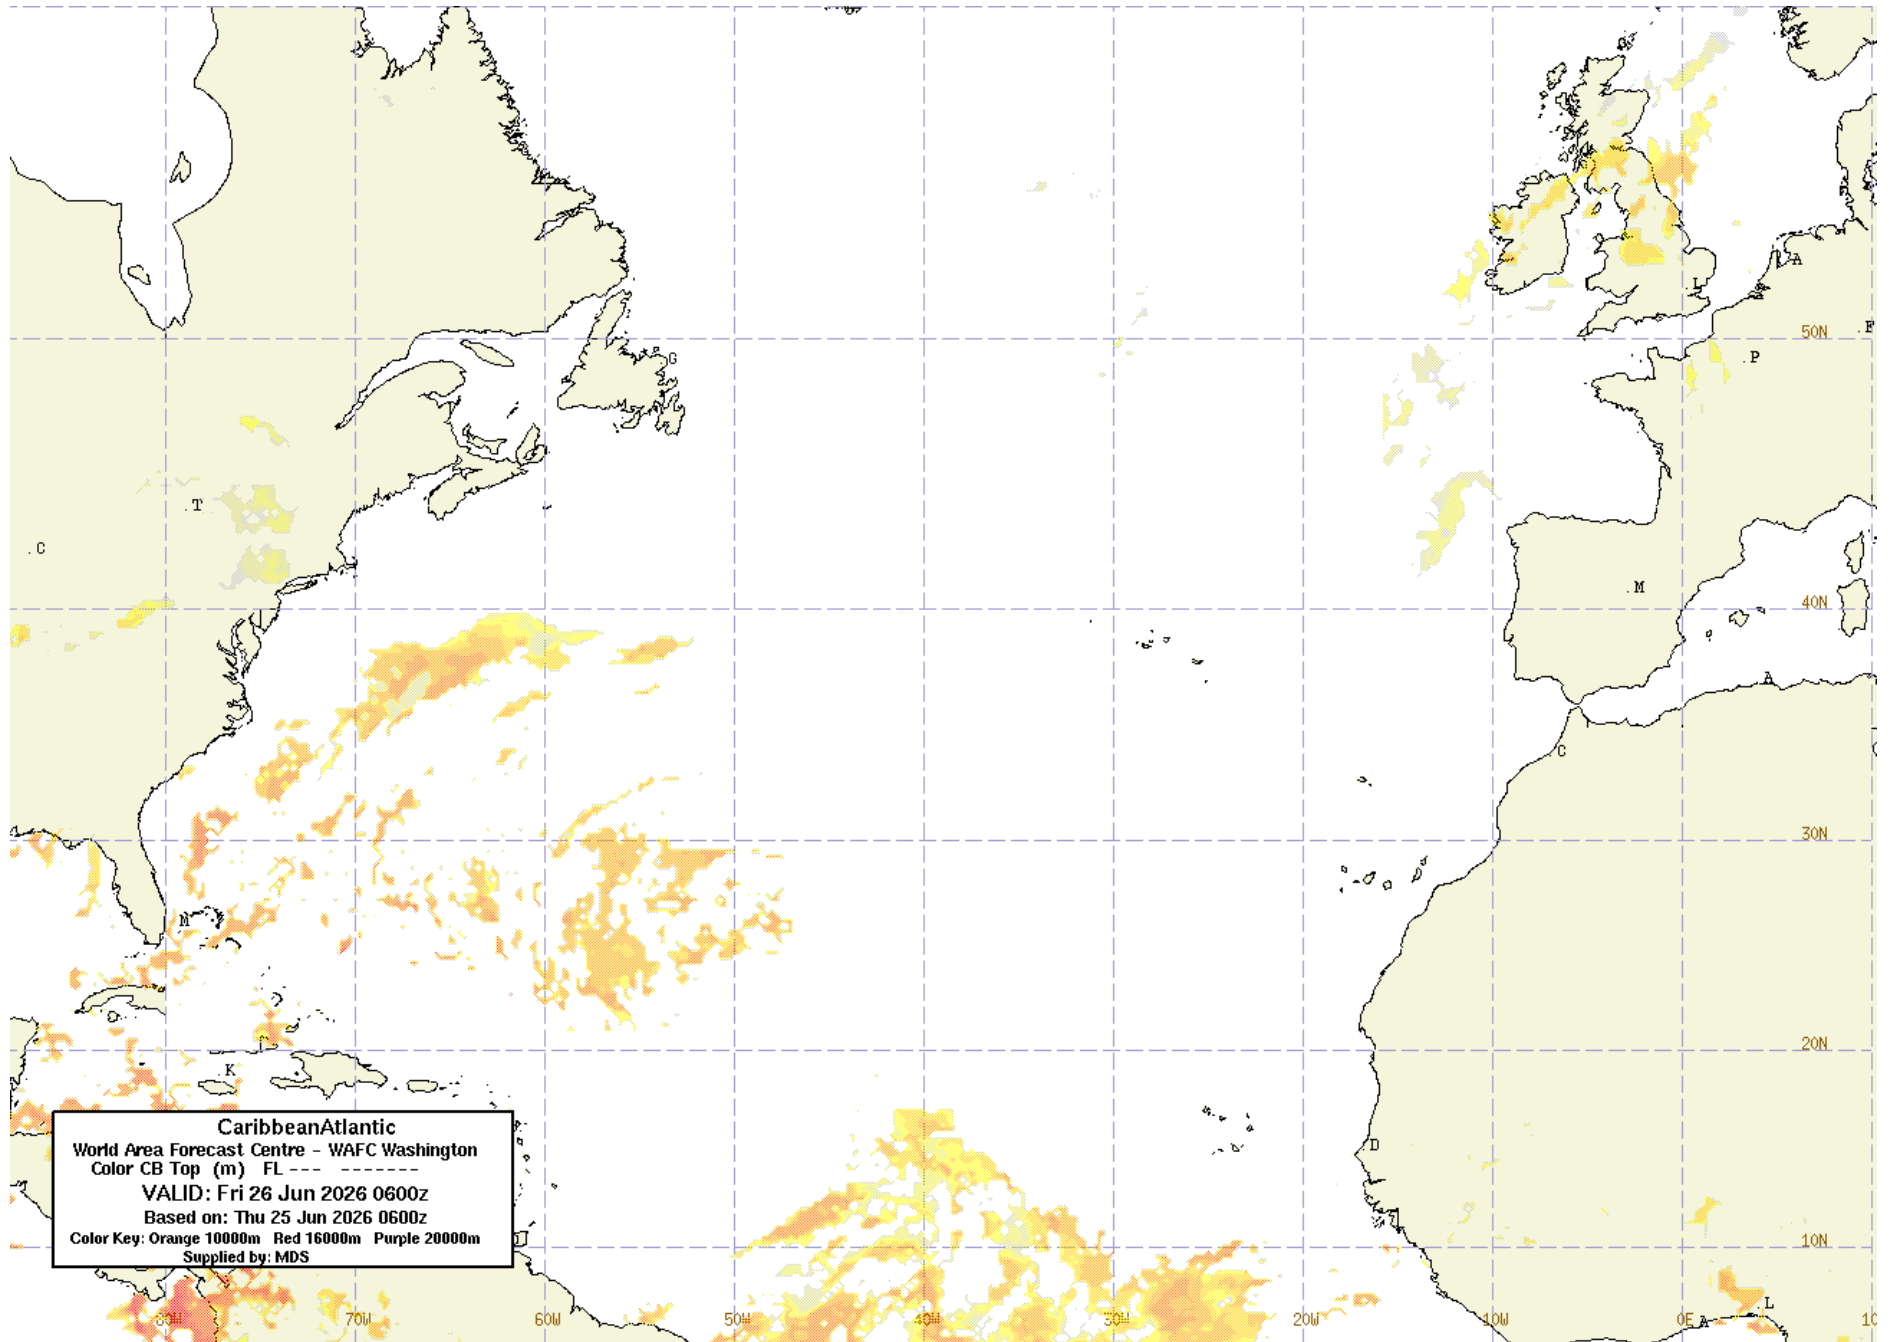 G
L
A
F
50N
P
T
C
M
40N
A
C
30N
M
20N
K
D
CaribbeanAtlantic
World Area Forecast Centre - WAFC Washington
Color CB Top (m) FL --- -------
VALID: Fri 26 Jun 2026 0600z
Based on: Thu 25 Jun 2026 0600z
Color Key: Orange 10000m Red 16000m Purple 20000m
Supplied by: MDS
10N
L
A
80W 70W 60W 50W 40W 30W 20W 10W 0E 10